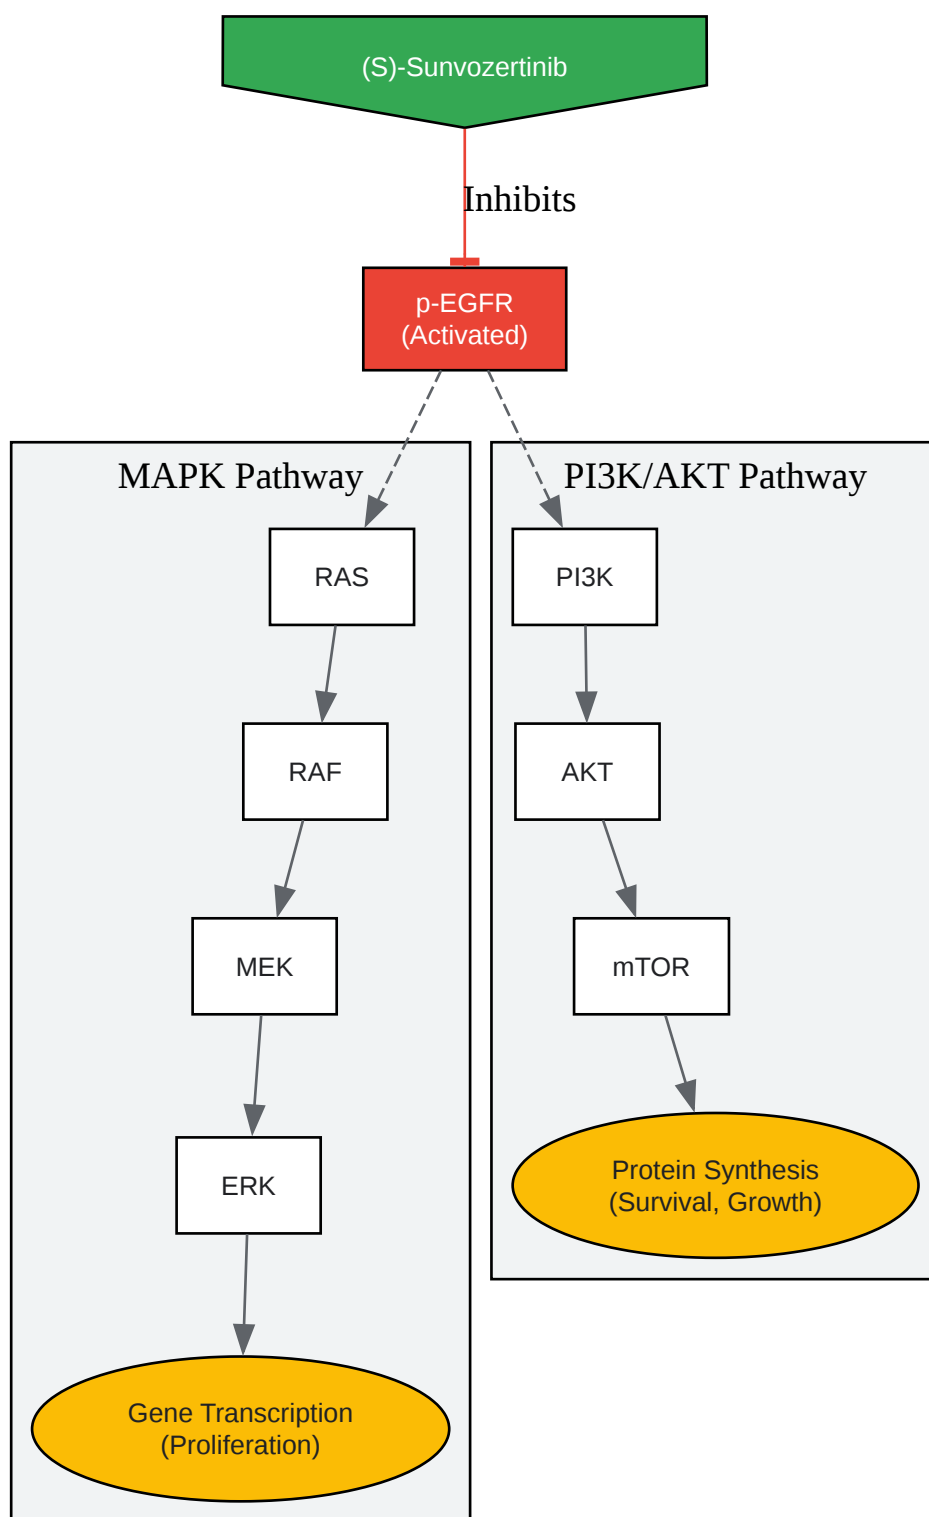 (S)-Sunvozertinib
Inhibits
p-EGFR
(Activated)
MAPK Pathway
RAS
RAF
MEK
ERK
Gene Transcription
(Proliferation)
PI3K/AKT Pathway
PI3K
AKT
mTOR
Protein Synthesis
(Survival, Growth)